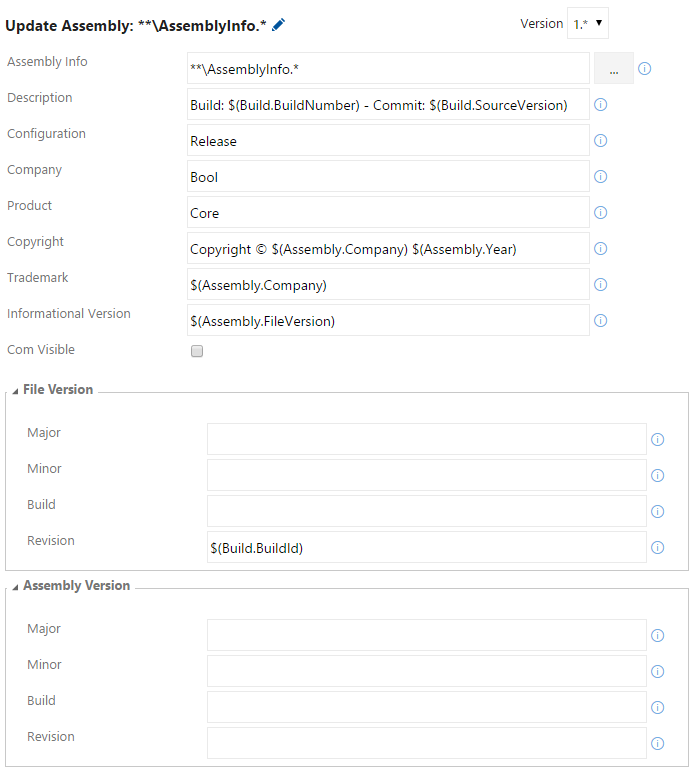 Update Assembly: **\AssemblyInfo.*
Version 1.*
Assembly Info **\AssemblyInfo.* ...
Description Build: $(Build.BuildNumber) - Commit: $(Build.SourceVersion)
Configuration Release
Company Bool
Product Core
Copyright Copyright © $(Assembly.Company) $(Assembly.Year)
Trademark $(Assembly.Company)
Informational Version $(Assembly.FileVersion)
Com Visible
File Version
Major
Minor
Build
Revision $(Build.BuildId)
Assembly Version
Major
Minor
Build
Revision